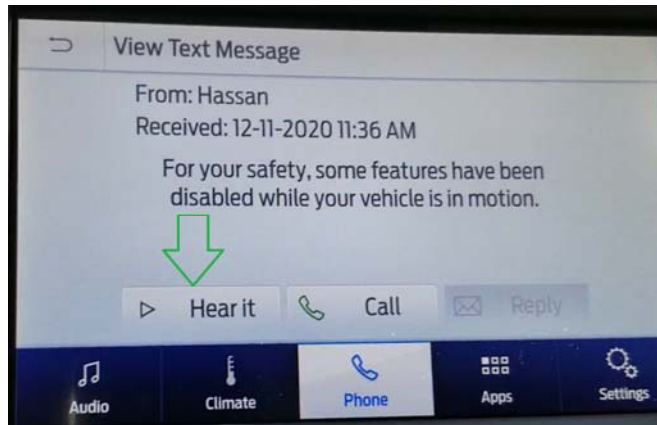 View Text Message
From: Hassan
Received: 12-11-2020 11:36 AM
For your safety, some features have been
disabled while your vehicle is in motion.
Hear it Call Reply
Audio Climate Phone Apps Settings